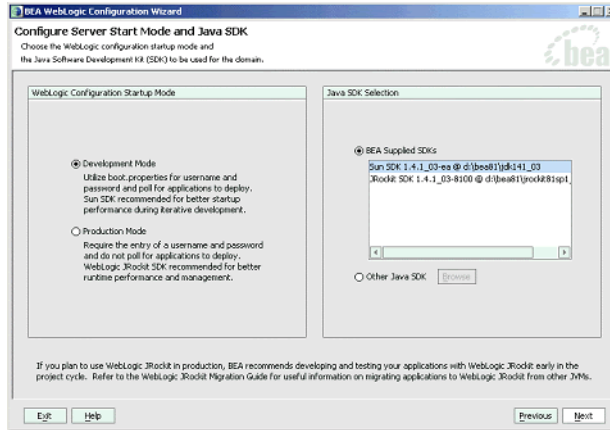 BEA WebLogic Configuration Wizard
Configure Server Start Mode and Java SDK
Choose the WebLogic configuration startup mode and
the Java Software Development Kit (SDK) to be used for the domain.
bea
WebLogic Configuration Startup Mode
Development Mode
Utilize boot.properties for username and
password and poll for applications to deploy.
Sun SDK recommended for better startup
performance during iterative development.
Production Mode
Require the entry of a username and password
and do not poll for applications to deploy.
WebLogic JRockit SDK recommended for better
runtime performance and management.
Java SDK Selection
BEA Supplied SDKs
Sun SDK 1.4.1_03-ea @ d:\bea81\jdk141_03
JRockit SDK 1.4.1_03-8100 @ d:\bea81\jrockit81sp1_
Other Java SDK Browse
If you plan to use WebLogic JRockit in production, BEA recommends developing and testing your applications with WebLogic JRockit early in the
project cycle. Refer to the WebLogic JRockit Migration Guide for useful information on migrating applications to WebLogic JRockit from other JVMs.
Exit Help Previous Next